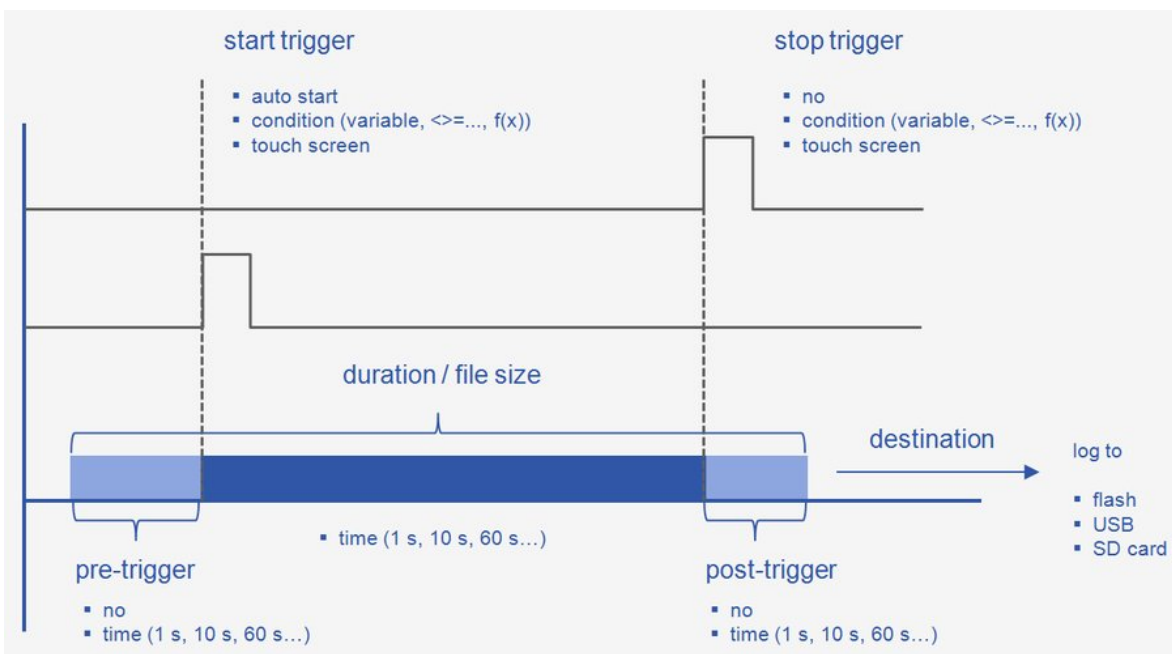 start trigger
▪ auto start
▪ condition (variable, <>=..., f(x))
▪ touch screen
stop trigger
▪ no
▪ condition (variable, <>=..., f(x))
▪ touch screen
duration / file size
destination
log to
▪ flash
▪ USB
▪ SD card
▪ time (1 s, 10 s, 60 s...)
pre-trigger
▪ no
▪ time (1 s, 10 s, 60 s...)
post-trigger
▪ no
▪ time (1 s, 10 s, 60 s...)